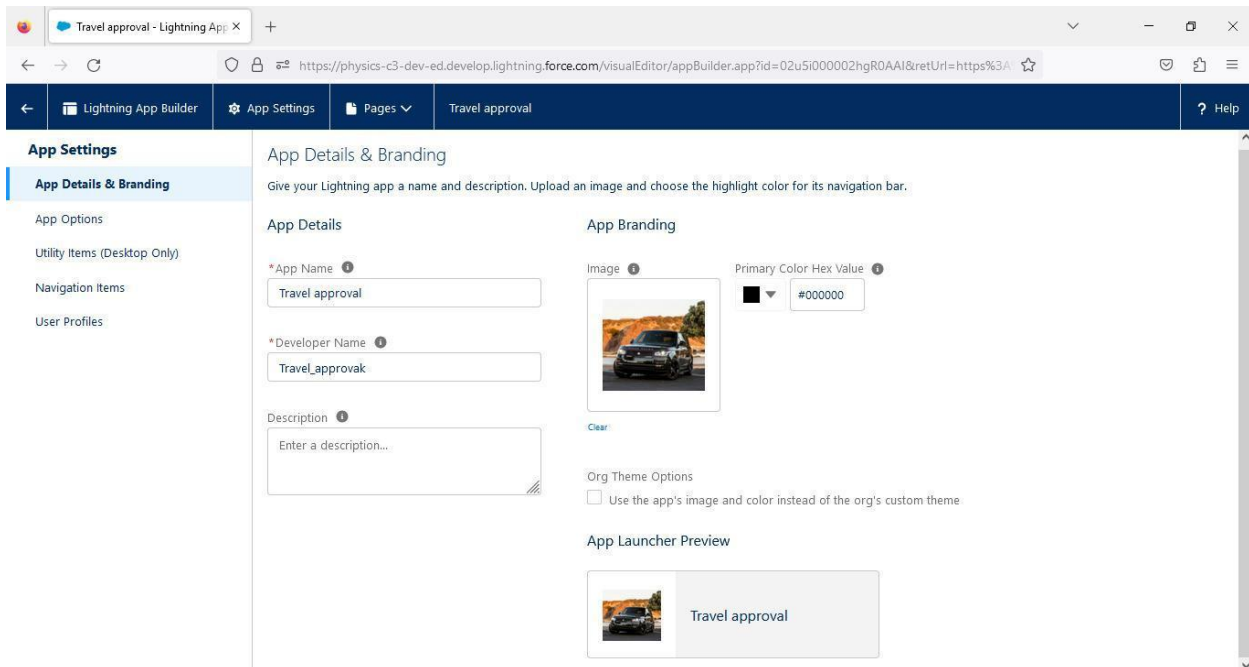 Travel approval - Lightning App
https://physics-c3-dev-ed.develop.lightning.force.com/visualEditor/appBuilder.app?id=02u5i000002hgR0AAI&retUrl=https%3A
Lightning App Builder App Settings Pages Travel approval ? Help
App Settings
App Details & Branding
App Options
Utility Items (Desktop Only)
Navigation Items
User Profiles
App Details & Branding
Give your Lightning app a name and description. Upload an image and choose the highlight color for its navigation bar.
App Details
*App Name
Travel approval
*Developer Name
Travel_approvak
Description
Enter a description...
App Branding
Image
Primary Color Hex Value
#000000
Clear
Org Theme Options
Use the app's image and color instead of the org's custom theme
App Launcher Preview
Travel approval